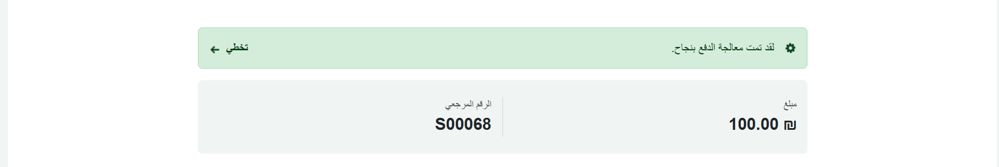 لقد تمت معالجة الدفع بنجاح.
تخطي ←
مبلغ
₪ 100.00
الرقم المرجعي
S00068